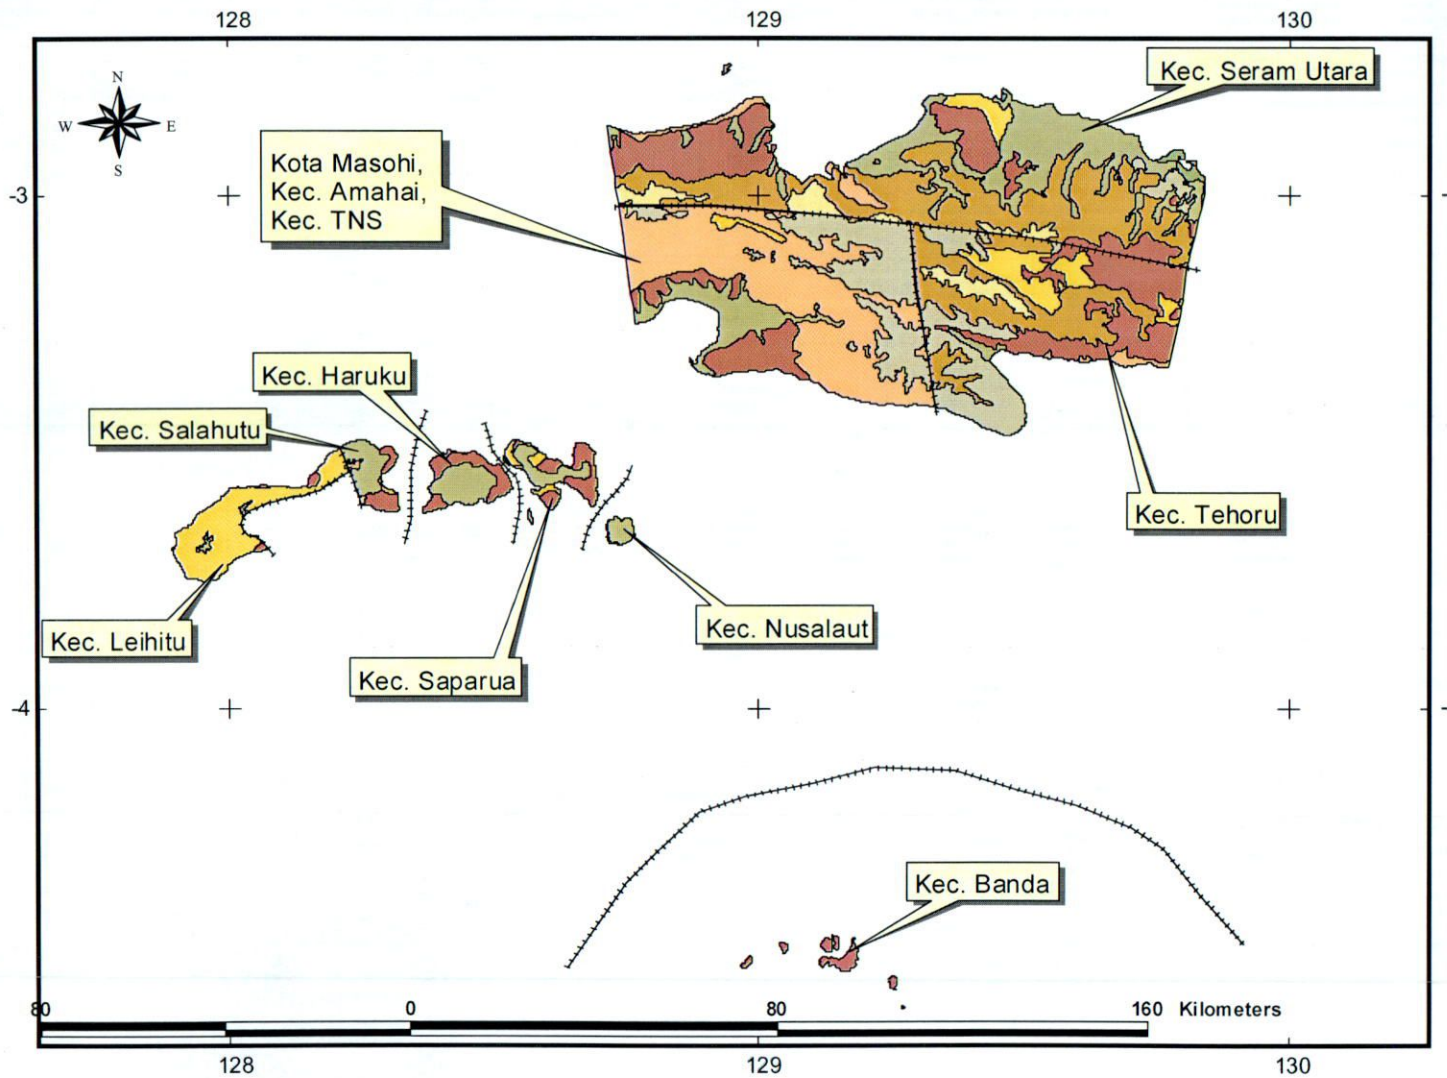 128 129 130
Kec. Seram Utara
N
W E
S
Kota Masohi,
Kec. Amahai,
Kec. TNS
-3 -3
Kec. Haruku
Kec. Salahutu
Kec. Tehoru
Kec. Leihitu
Kec. Nusalaut
Kec. Saparua
-4 -
Kec. Banda
80 0 80 160 Kilometers
128 129 130